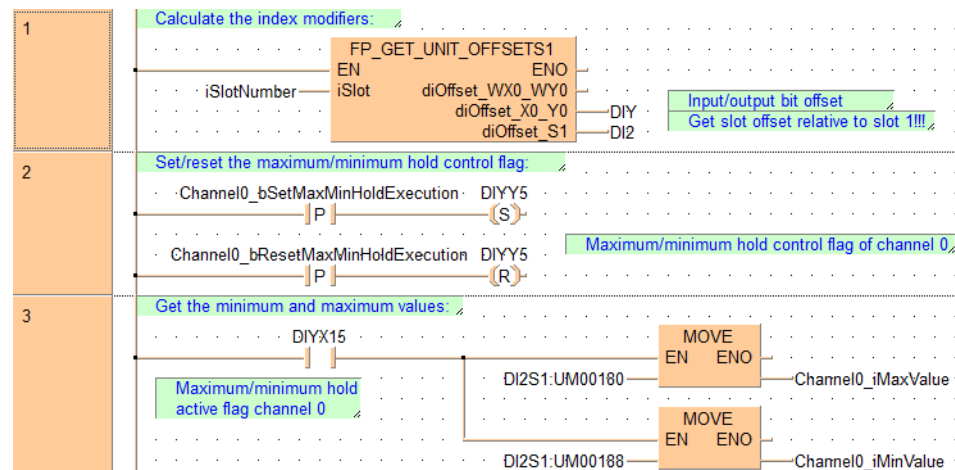 1
Calculate the index modifiers:
FP_GET_UNIT_OFFSETS1
EN ENO
iSlotNumber iSlot diOffset_WX0_WY0
diOffset_X0_Y0 DIY
diOffset_S1 DI2
Input/output bit offset
Get slot offset relative to slot 1!!!
2
Set/reset the maximum/minimum hold control flag:
Channel0_bSetMaxMinHoldExecution DIYY5
P S
Channel0_bResetMaxMinHoldExecution DIYY5
P R
Maximum/minimum hold control flag of channel 0
3
Get the minimum and maximum values:
DIYX15
MOVE
EN ENO
DI2S1:UM00180 Channel0_iMaxValue
Maximum/minimum hold
active flag channel 0
MOVE
EN ENO
DI2S1:UM00188 Channel0_iMinValue